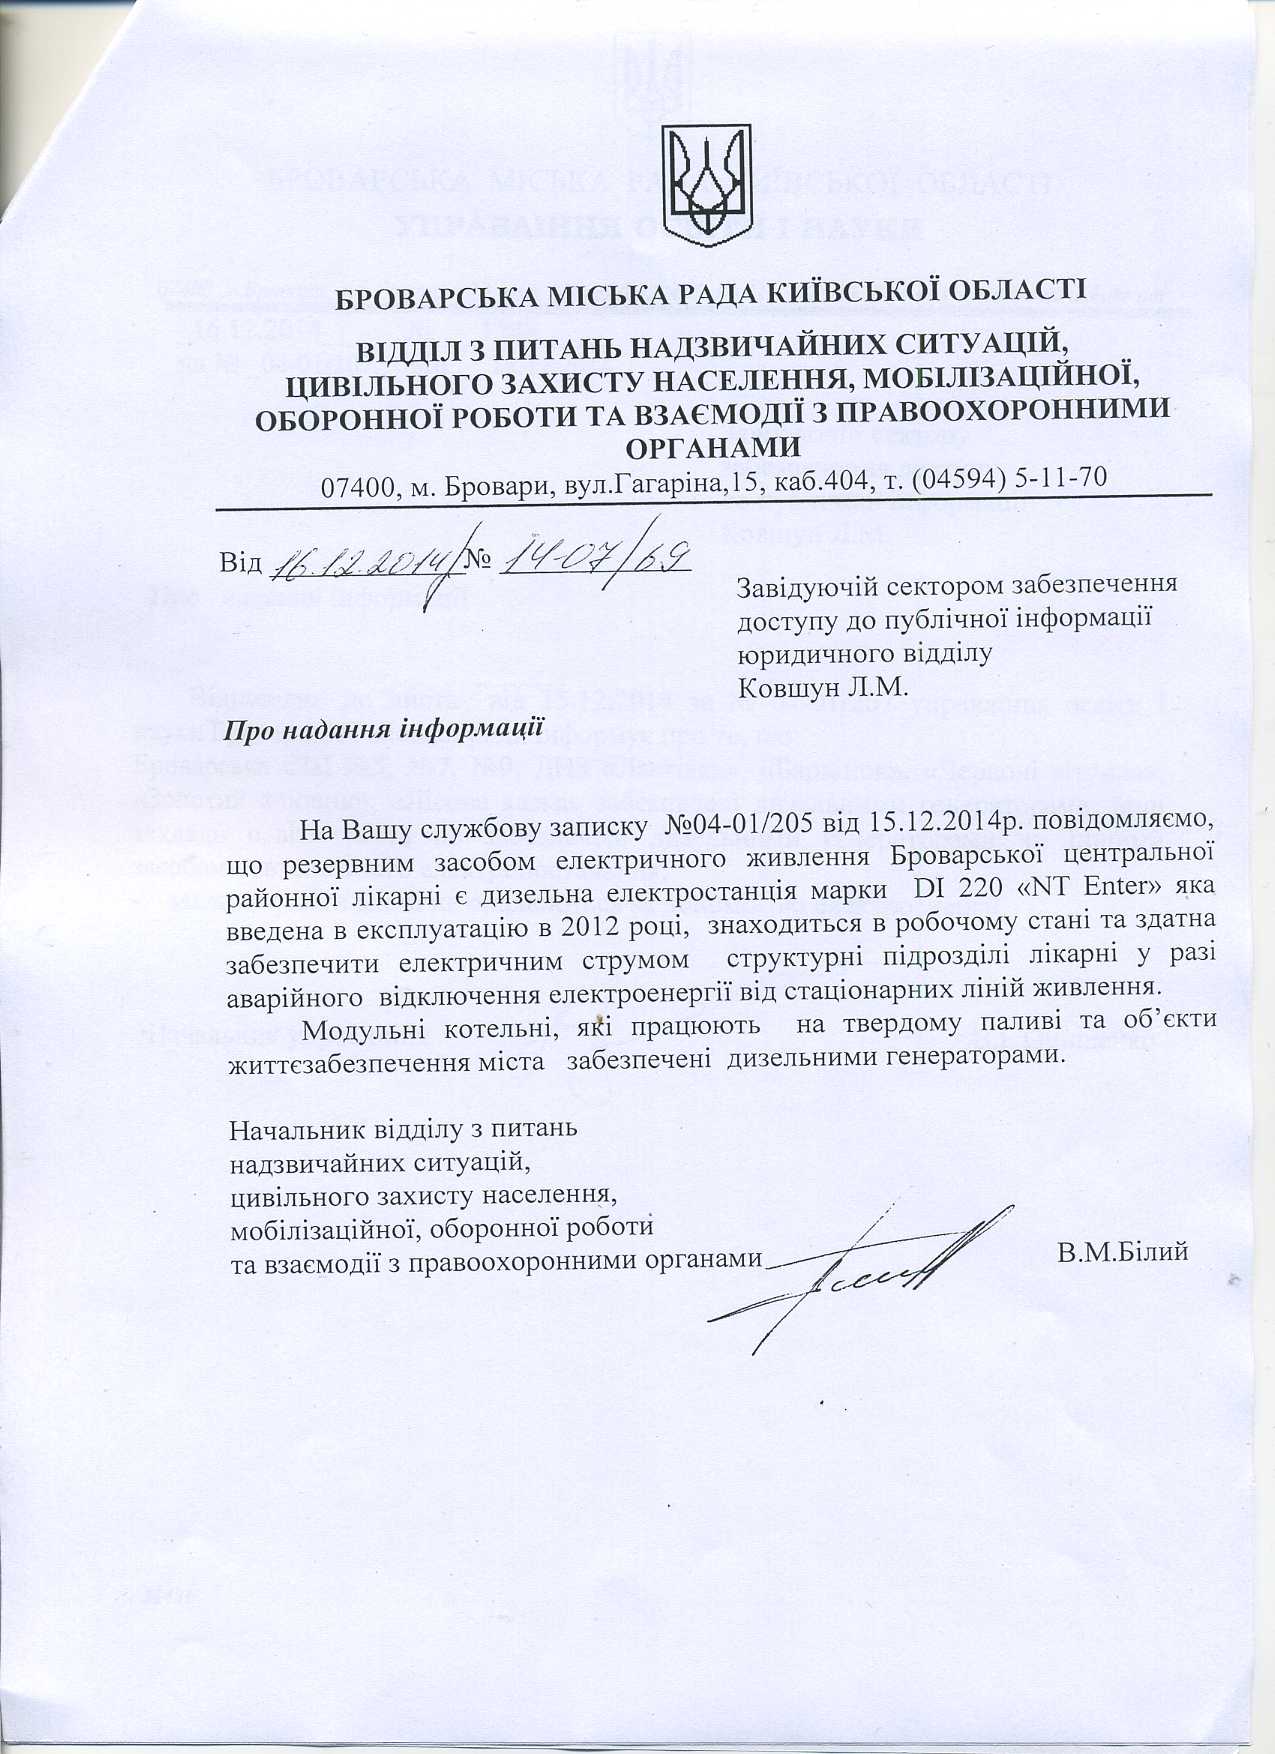 БРОВАРСЬКА МІСЬКА РАДА КИЇВСЬКОЇ ОБЛАСТІ
ВІДДІЛ З ПИТАНЬ НАДЗВИЧАЙНИХ СИТУАЦІЙ,
ЦИВІЛЬНОГО ЗАХИСТУ НАСЕЛЕННЯ, МОБІЛІЗАЦІЙНОЇ,
ОБОРОННОЇ РОБОТИ ТА ВЗАЄМОДІЇ З ПРАВООХОРОННИМИ
ОРГАНАМИ
07400, м. Бровари, вул.Гагаріна,15, каб.404, т. (04594) 5-11-70
Від 16.12.2014 № 14-07/69
Завідуючій сектором забезпечення
доступу до публічної інформації
юридичного відділу
Ковшун Л.М.
Про надання інформації
На Вашу службову записку №04-01/205 від 15.12.2014р. повідомляємо,
що резервним засобом електричного живлення Броварської центральної
районної лікарні є дизельна електростанція марки DI 220 «NT Enter» яка
введена в експлуатацію в 2012 році, знаходиться в робочому стані та здатна
забезпечити електричним струмом структурні підрозділі лікарні у разі
аварійного відключення електроенергії від стаціонарних ліній живлення.
Модульні котельні, які працюють на твердому паливі та об’єкти
життєзабезпечення міста забезпечені дизельними генераторами.
Начальник відділу з питань
надзвичайних ситуацій,
цивільного захисту населення,
мобілізаційної, оборонної роботи
та взаємодії з правоохоронними органами В.М.Білий